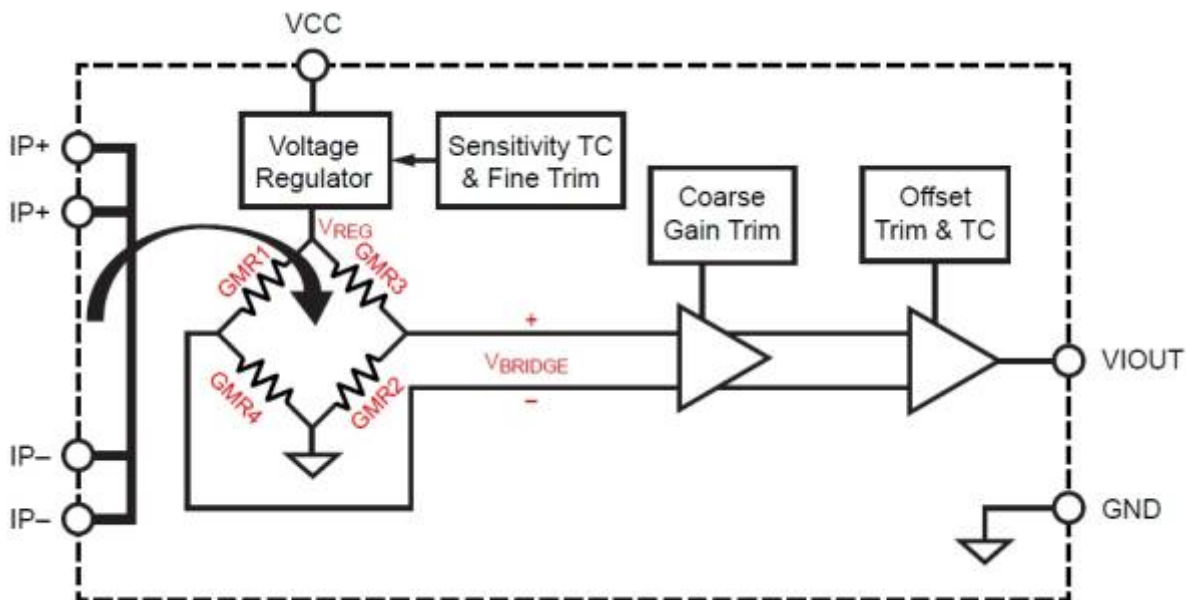 VCC
IP+
IP+
IP–
IP–
Voltage
Regulator
Sensitivity TC
& Fine Trim
Coarse
Gain Trim
Offset
Trim & TC
VREG
GMR1
GMR3
GMR4
GMR2
+
VBRIDGE
–
VIOUT
GND